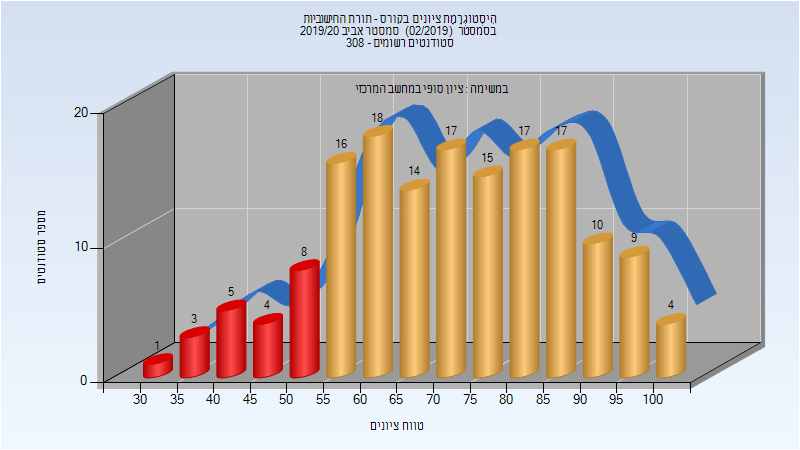 היסטוגרמת ציונים בקורס - תורת החישוביות
בסמסטר (02/2019) סמסטר אביב 2019/20
סטודנטים רשומים - 308
במשימה : ציון סופי במחשב המרכזי
מספר סטודנטים
20
10
0
1
3
5
4
8
16
18
14
17
15
17
17
10
9
4
30 35 40 45 50 55 60 65 70 75 80 85 90 95 100
טווח ציונים